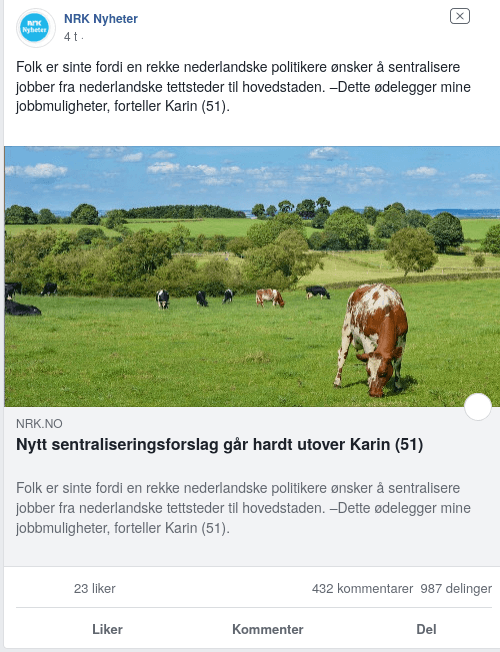 NRK
Nyheter
NRK Nyheter
4 t ·
Folk er sinte fordi en rekke nederlandske politikere ønsker å sentralisere
jobber fra nederlandske tettsteder til hovedstaden. –Dette ødelegger mine
jobbmuligheter, forteller Karin (51).
NRK.NO
Nytt sentraliseringsforslag går hardt utover Karin (51)
Folk er sinte fordi en rekke nederlandske politikere ønsker å sentralisere
jobber fra nederlandske tettsteder til hovedstaden. –Dette ødelegger mine
jobbmuligheter, forteller Karin (51).
23 liker 432 kommentarer 987 delinger
Liker Kommenter Del